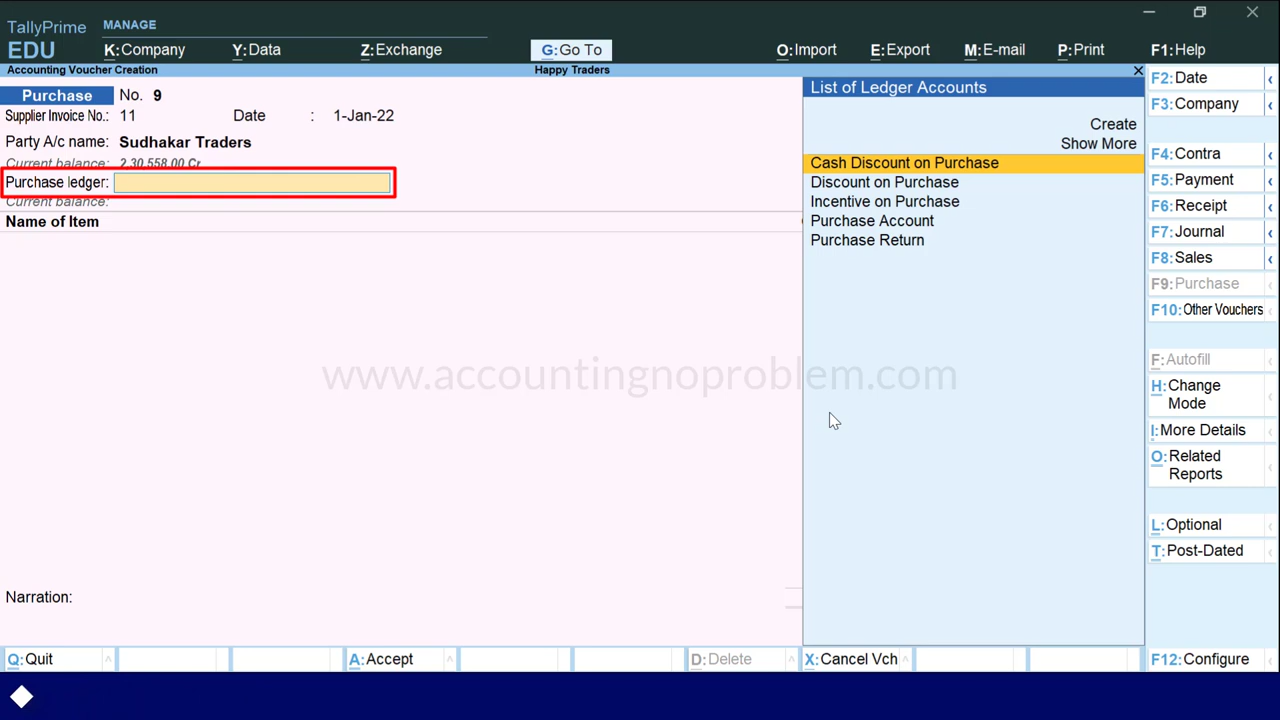 TallyPrime
EDU
MANAGE
K:Company
Y:Data
Z:Exchange
G:Go To
O:Import
E:Export
M:E-mail
P:Print
F1:Help
Accounting Voucher Creation
Happy Traders
Purchase No. 9
Supplier Invoice No.: 11 Date : 1-Jan-22
Party A/c name: Sudhakar Traders
Current balance: 2,30,558.00 Cr
Purchase ledger:
Current balance:
Name of Item
List of Ledger Accounts
Create
Show More
Cash Discount on Purchase
Discount on Purchase
Incentive on Purchase
Purchase Account
Purchase Return
www.accountingnoproblem.com
Narration:
F2:Date
F3:Company
F4:Contra
F5:Payment
F6:Receipt
F7:Journal
F8:Sales
F9:Purchase
F10:Other Vouchers
F:Autofill
H:Change
Mode
I:More Details
O:Related
Reports
L:Optional
T:Post-Dated
Q:Quit
A:Accept
D:Delete
X:Cancel Vch
F12:Configure